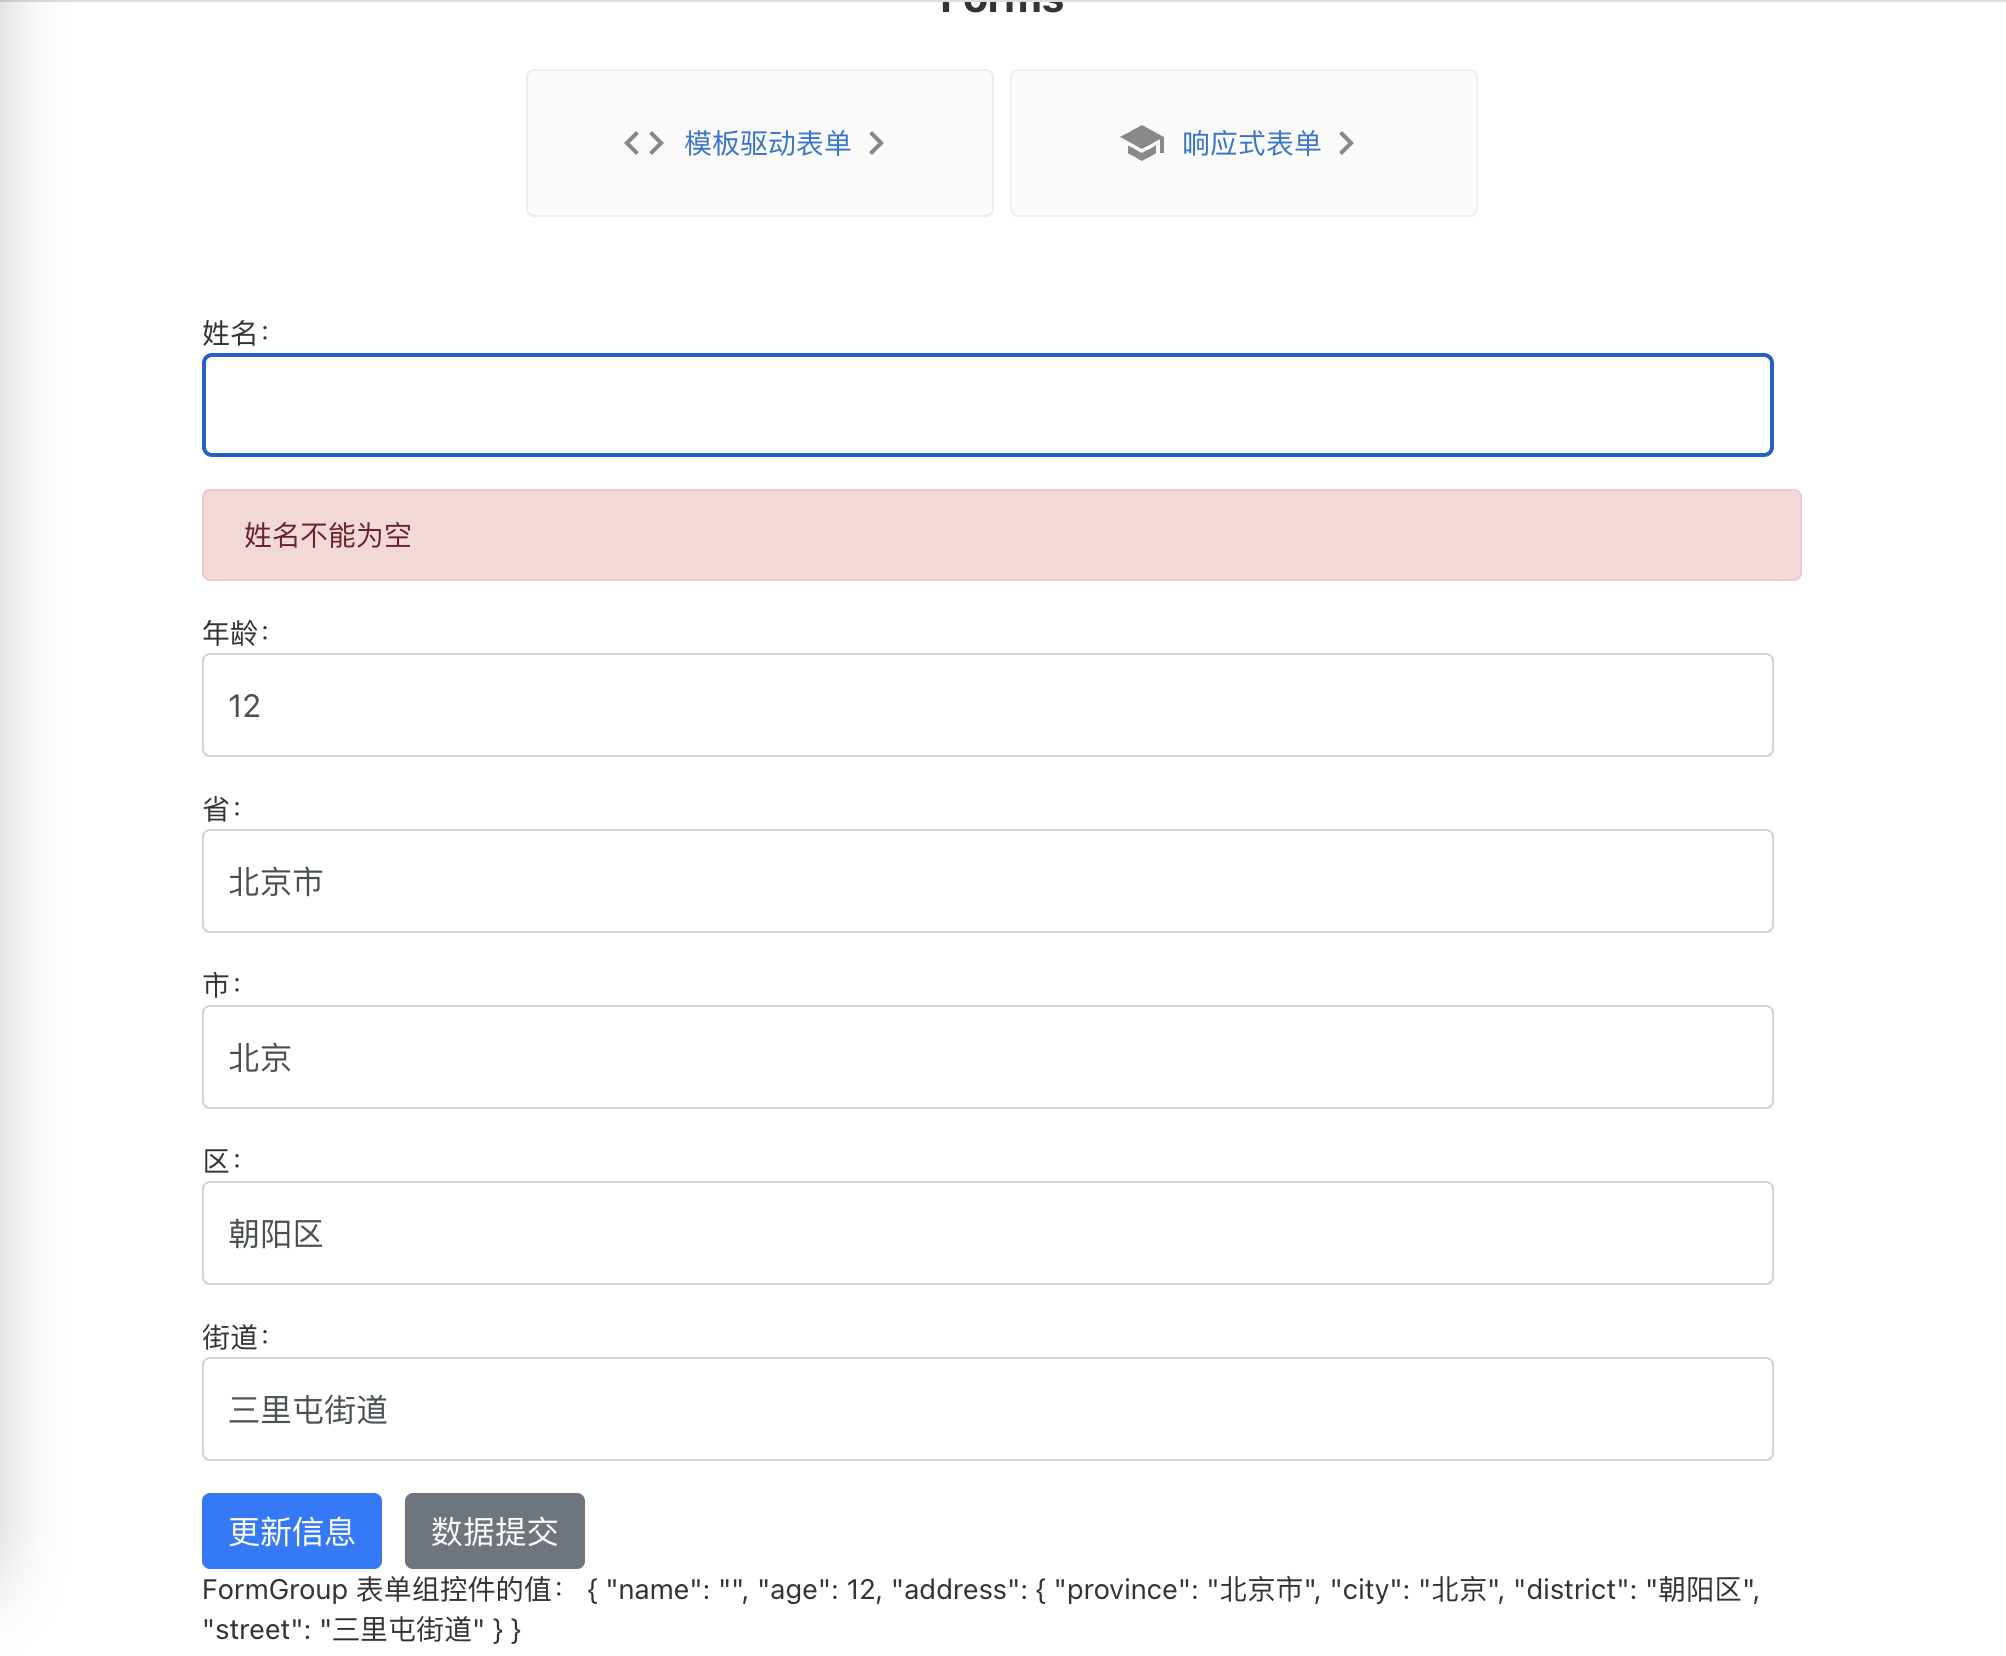 Forms
模板驱动表单
响应式表单
姓名：
姓名不能为空
年龄：
12
省：
北京市
市：
北京
区：
朝阳区
街道：
三里屯街道
更新信息 数据提交
FormGroup 表单组控件的值： { "name": "", "age": 12, "address": { "province": "北京市", "city": "北京", "district": "朝阳区",
"street": "三里屯街道" } }